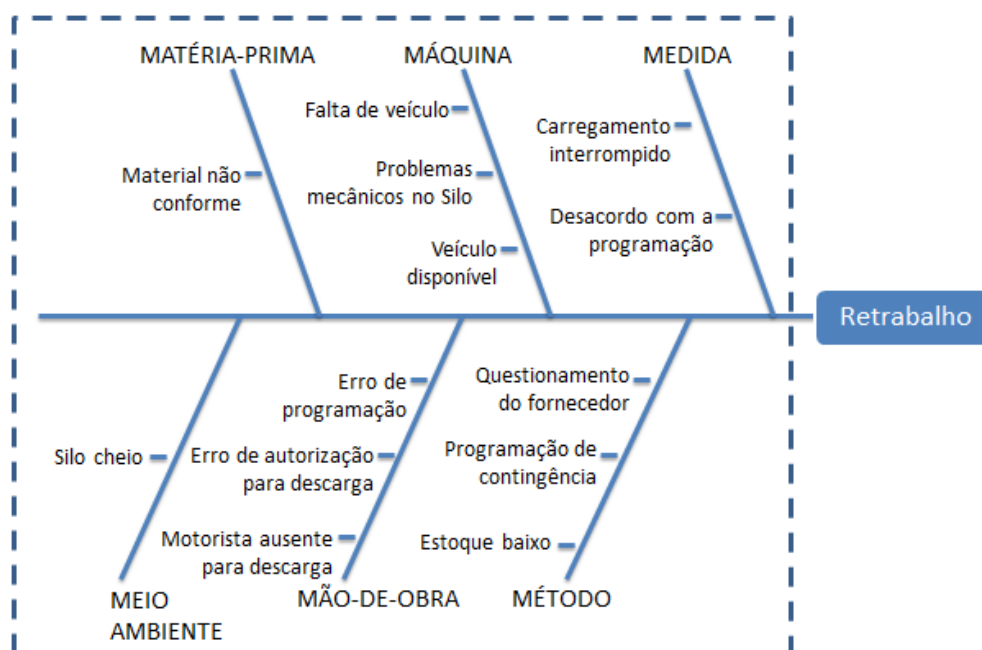 MATÉRIA-PRIMA
MÁQUINA
MEDIDA
Falta de veículo
Carregamento
interrompido
Material não
conforme
Problemas
mecânicos no Silo
Desacordo com a
programação
Veículo
disponível
Retrabalho
Erro de
programação
Questionamento
do fornecedor
Silo cheio
Erro de autorização
para descarga
Programação de
contingência
Motorista ausente
para descarga
Estoque baixo
MEIO
AMBIENTE
MÃO-DE-OBRA
MÉTODO